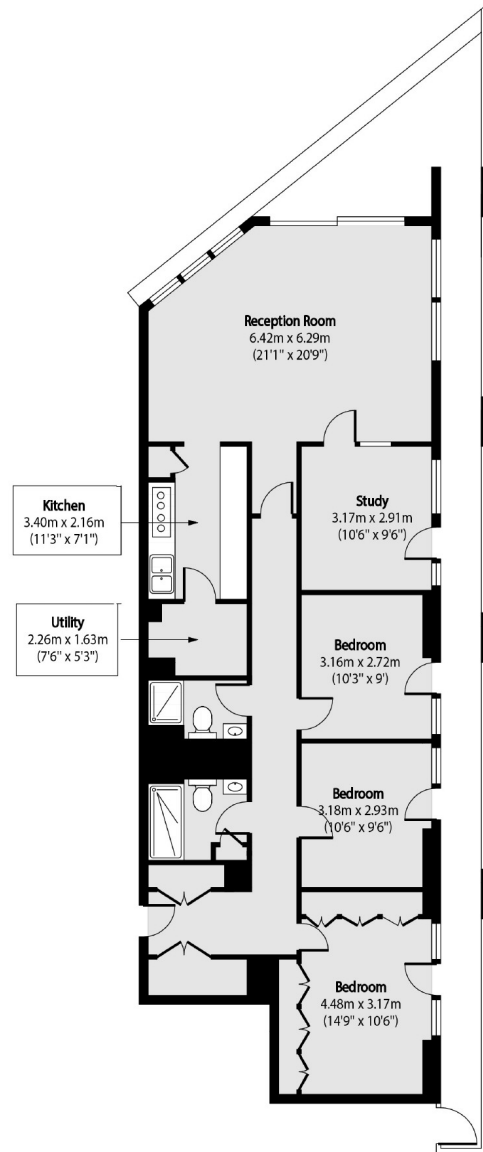 Reception Room
6.42m x 6.29m
(21'1" x 20'9")
Kitchen
3.40m x 2.16m
(11'3" x 7'1")
Study
3.17m x 2.91m
(10'6" x 9'6")
Utility
2.26m x 1.63m
(7'6" x 5'3")
Bedroom
3.16m x 2.72m
(10'3" x 9')
Bedroom
3.18m x 2.93m
(10'6" x 9'6")
Bedroom
4.48m x 3.17m
(14'9" x 10'6")